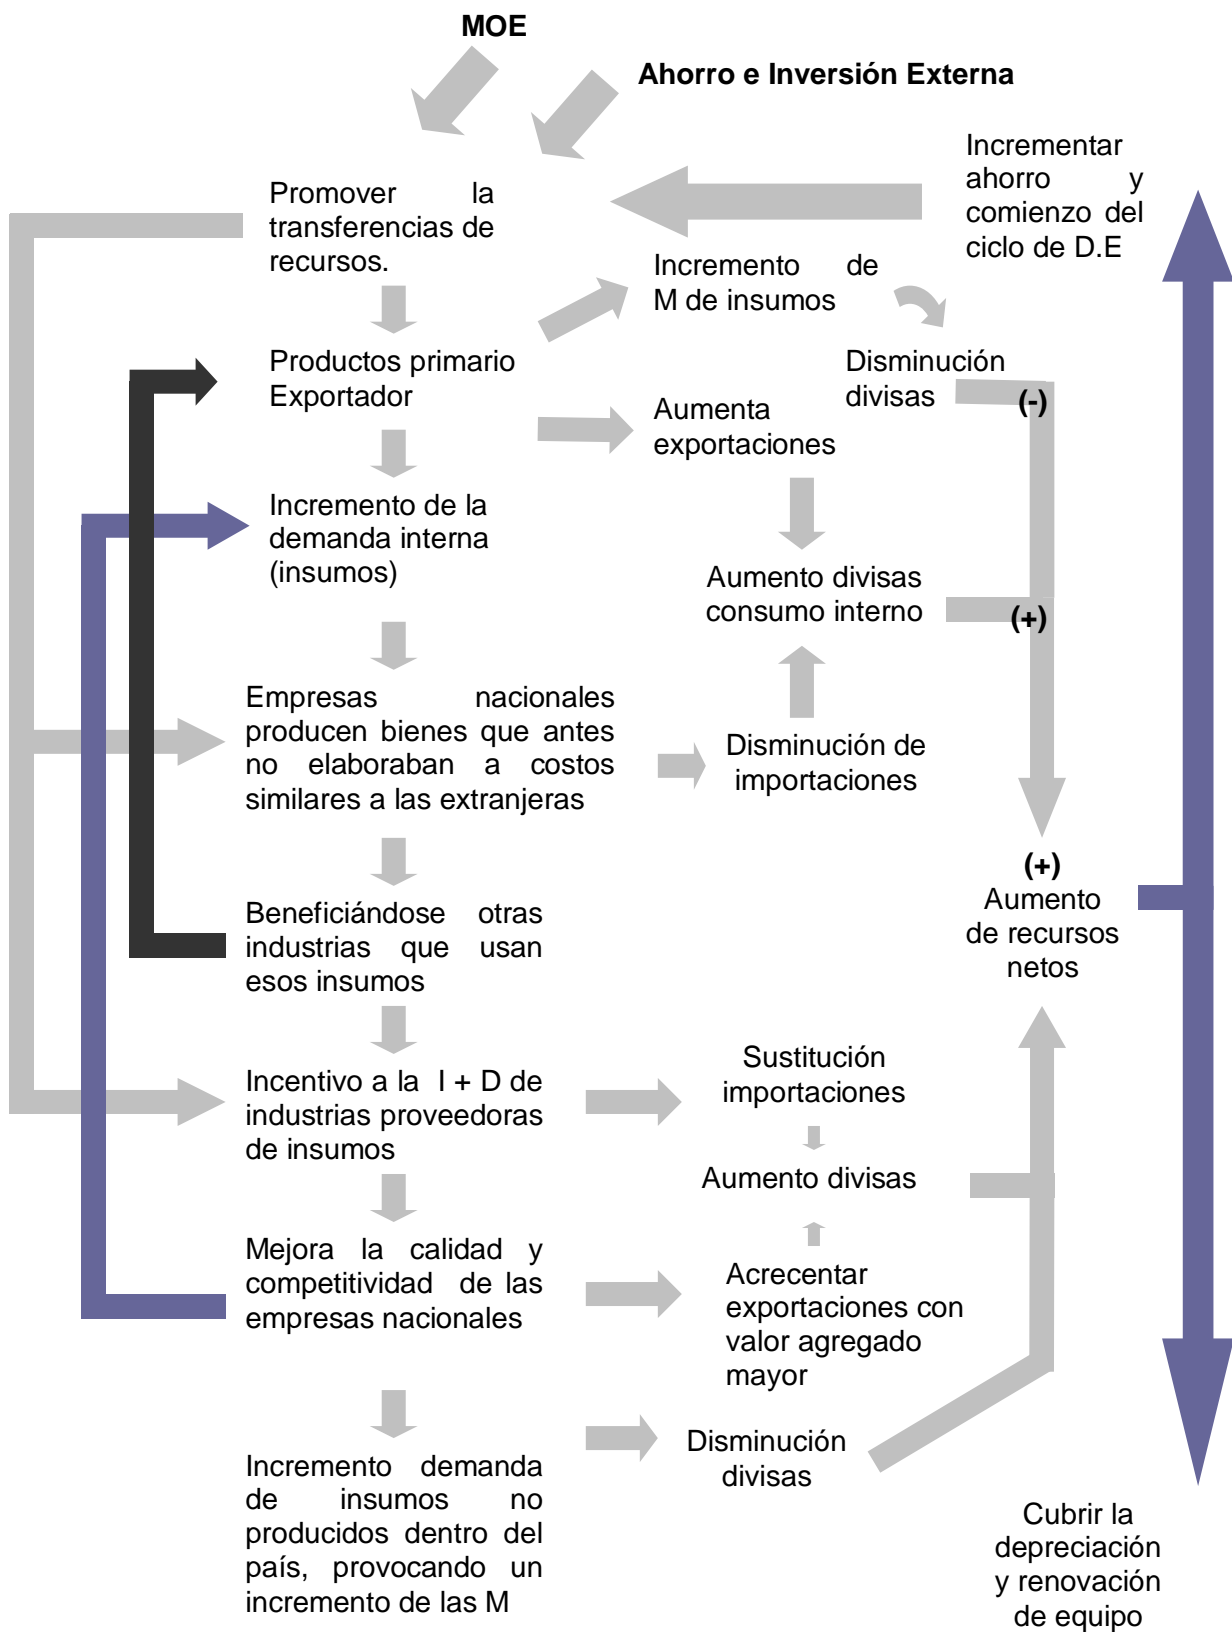 MOE
Ahorro e Inversión Externa
Incrementar
ahorro y
comienzo del
ciclo de D.E
Promover la
transferencias de
recursos.
Incremento de
M de insumos
Productos primario
Exportador
Disminución
divisas
(-)
Aumenta
exportaciones
Incremento de la
demanda interna
(insumos)
Aumento divisas
consumo interno
(+)
Empresas nacionales
producen bienes que antes
no elaboraban a costos
similares a las extranjeras
Disminución de
importaciones
(+)
Aumento
de recursos
netos
Beneficiándose otras
industrias que usan
esos insumos
Incentivo a la I + D de
industrias proveedoras
de insumos
Sustitución
importaciones
Aumento divisas
Mejora la calidad y
competitividad de las
empresas nacionales
Acrecentar
exportaciones con
valor agregado
mayor
Incremento demanda
de insumos no
producidos dentro del
país, provocando un
incremento de las M
Disminución
divisas
Cubrir la
depreciación
y renovación
de equipo